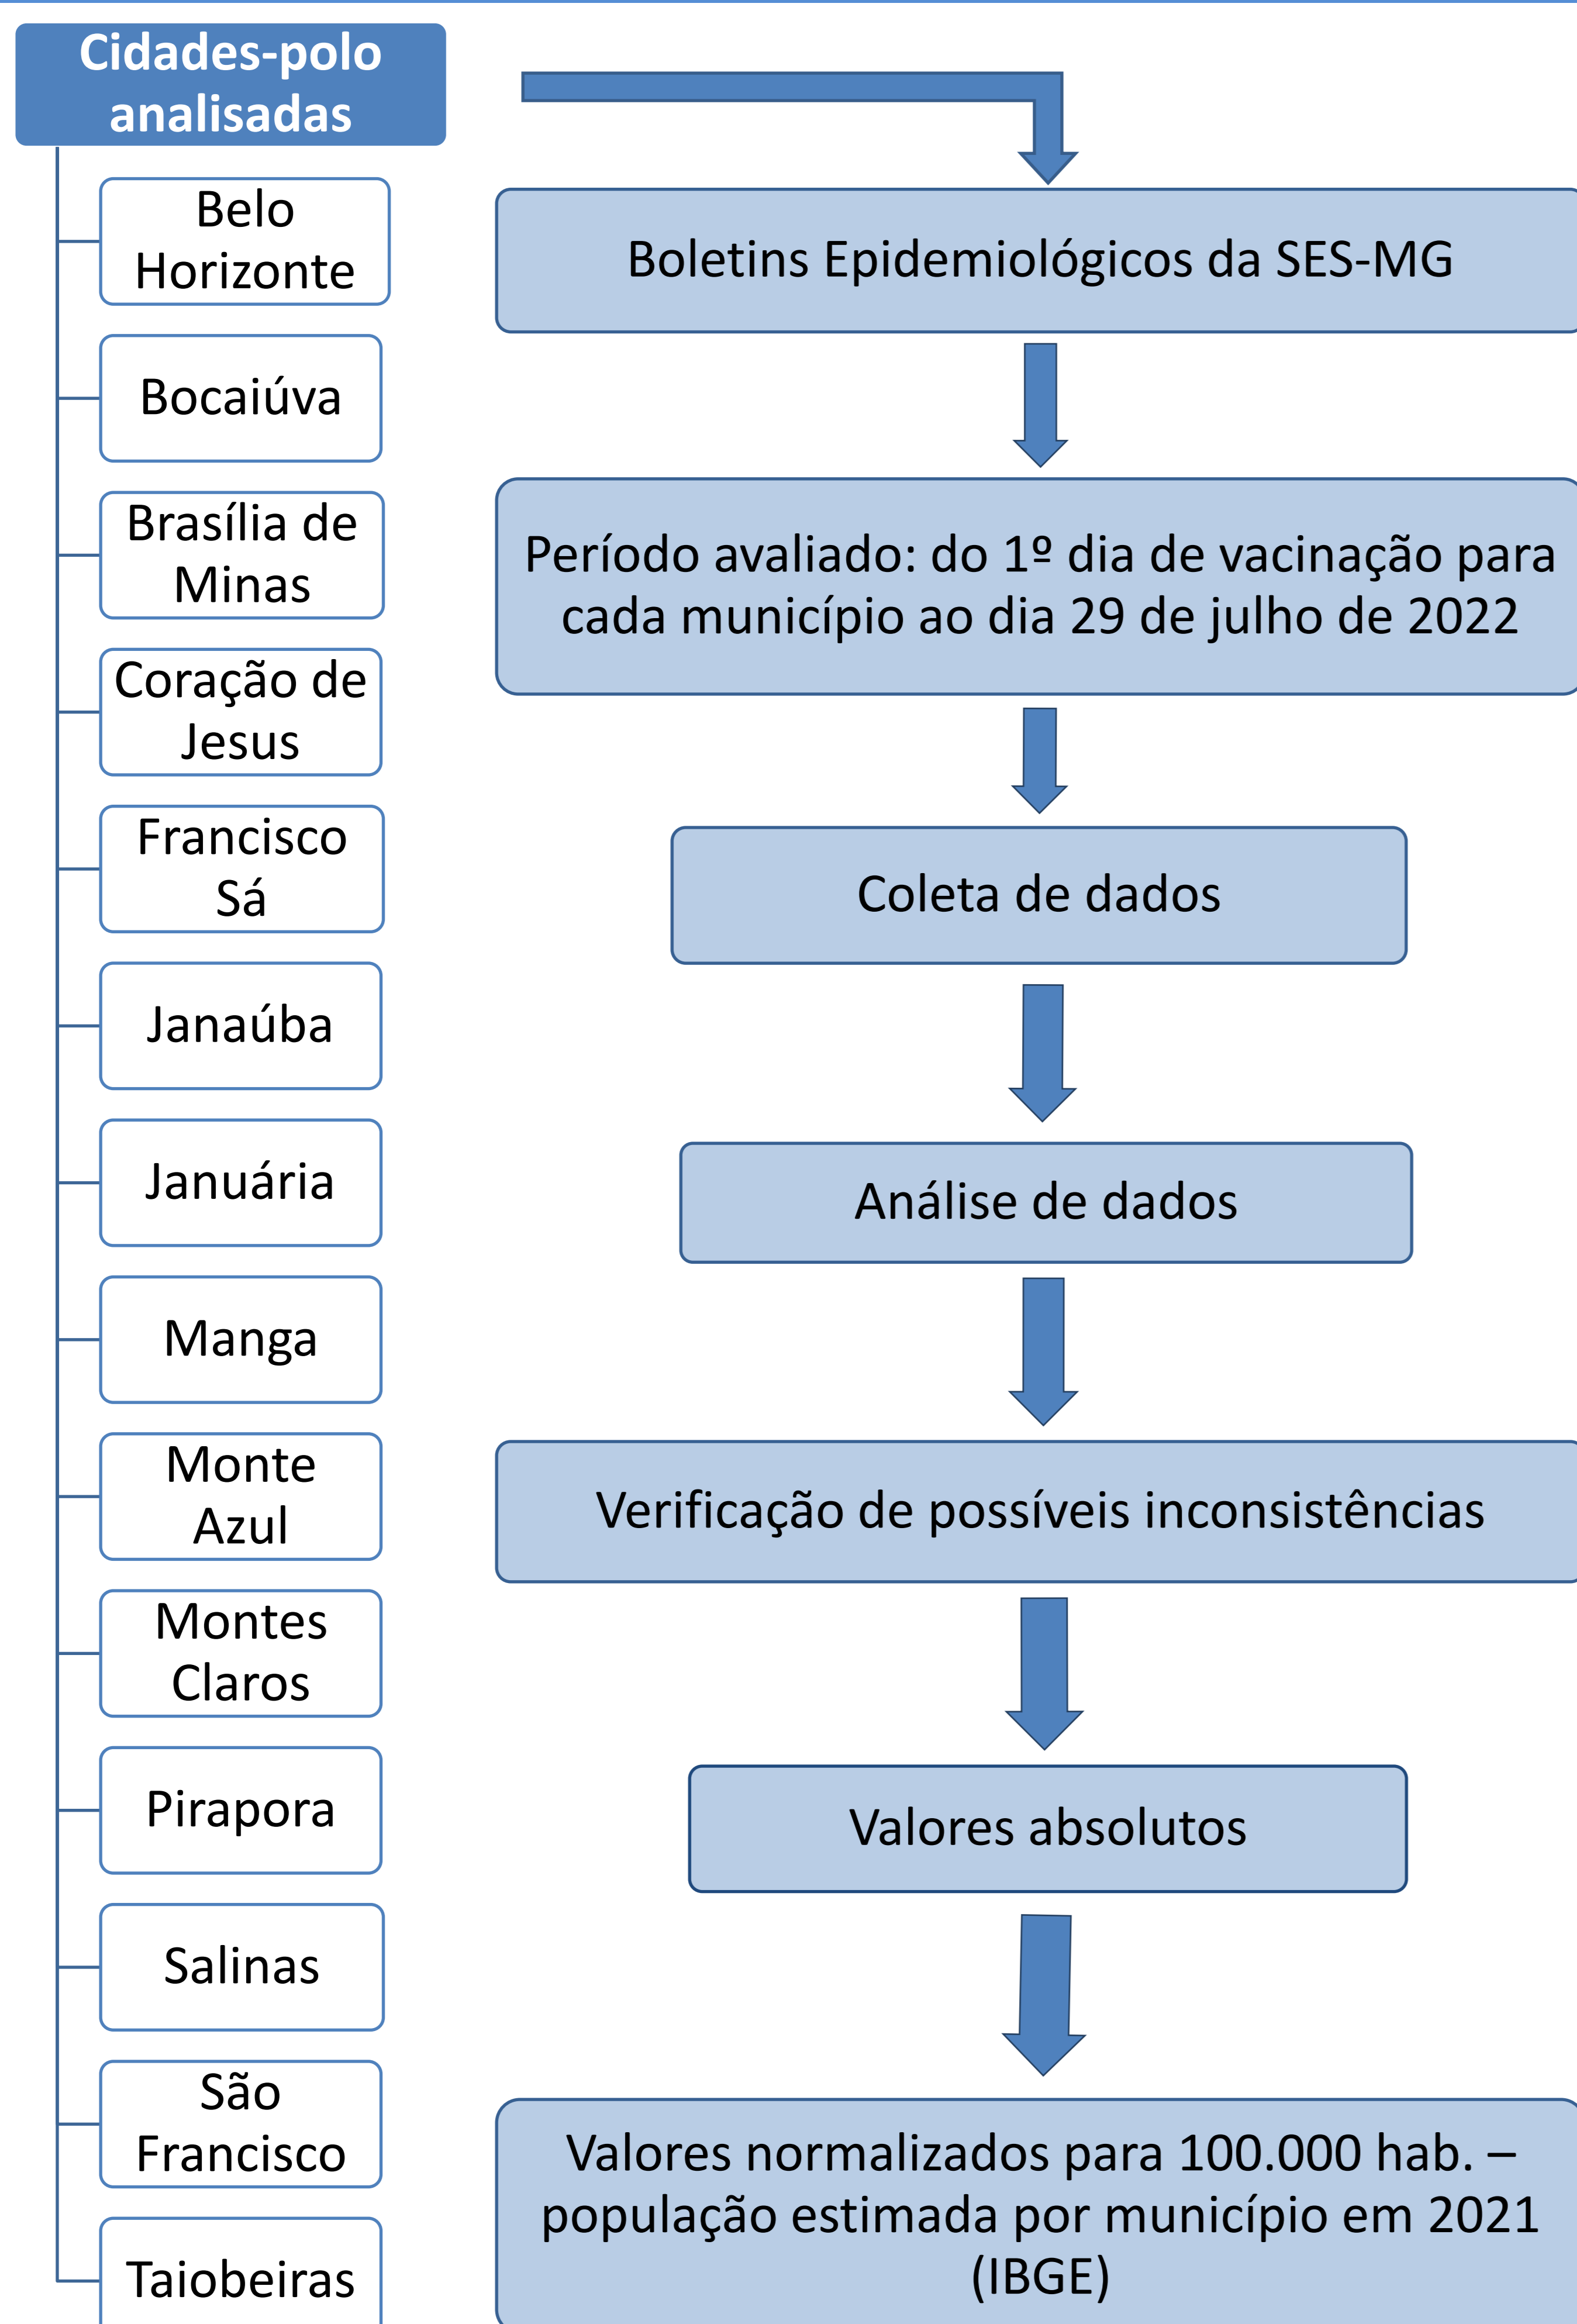 Cidades-polo
analisadas
Belo
Horizonte
Bocaiúva
Brasília de
Minas
Coração de
Jesus
Francisco
Sá
Janaúba
Januária
Manga
Monte
Azul
Montes
Claros
Pirapora
Salinas
São
Francisco
Taiobeiras
Boletins Epidemiológicos da SES-MG
Período avaliado: do 1º dia de vacinação para
cada município ao dia 29 de julho de 2022
Coleta de dados
Análise de dados
Verificação de possíveis inconsistências
Valores absolutos
Valores normalizados para 100.000 hab. –
população estimada por município em 2021
(IBGE)